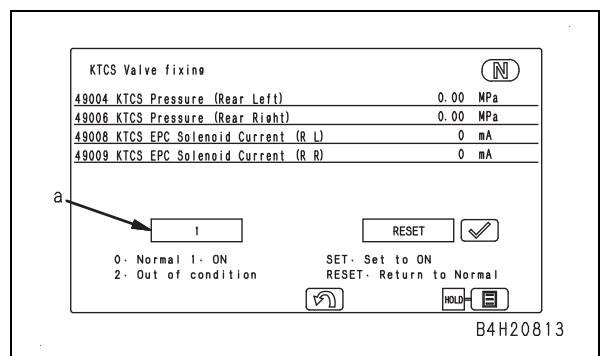 KTCS Valve fixing
N
49004 KTCS Pressure (Rear Left) 0.00 MPa
49006 KTCS Pressure (Rear Right) 0.00 MPa
49008 KTCS EPC Solenoid Current (R L) 0 mA
49009 KTCS EPC Solenoid Current (R R) 0 mA
a
1 RESET
0. Normal 1. ON SET. Set to ON
2. Out of condition RESET. Return to Normal
HOLD
B4H20813